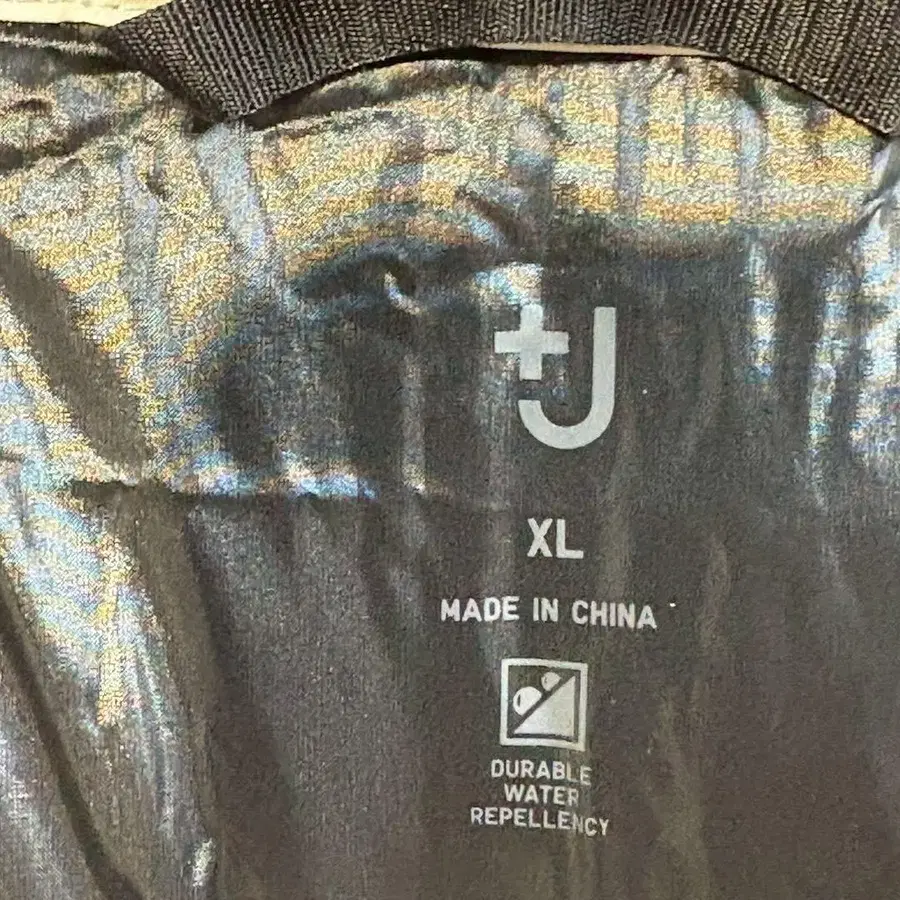 +J
XL
MADE IN CHINA
DURABLE
WATER
REPELLENCY